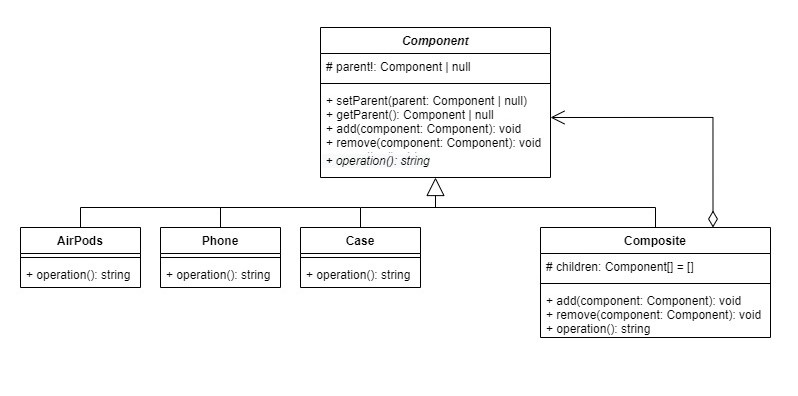 Component
# parent!: Component | null
+ setParent(parent: Component | null)
+ getParent(): Component | null
+ add(component: Component): void
+ remove(component: Component): void
+ operation(): string
AirPods
+ operation(): string
Phone
+ operation(): string
Case
+ operation(): string
Composite
# children: Component[] = []
+ add(component: Component): void
+ remove(component: Component): void
+ operation(): string